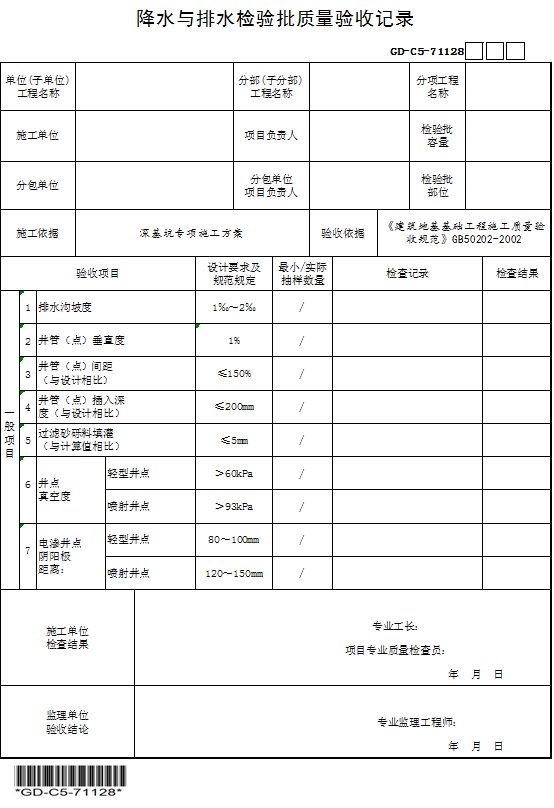 降水与排水检验批质量验收记录
GD-C5-71128
单位(子单位)
工程名称
分部(子分部)
工程名称
分项工程
名称
施工单位
项目负责人
检验批
容量
分包单位
分包单位
项目负责人
检验批
部位
施工依据
深基坑专项施工方案
验收依据
《建筑地基基础工程施工质量验
收规范》GB50202-2002
验收项目
设计要求及
规范规定
最小/实际
抽样数量
检查记录
检查结果
一般项目
1
排水沟坡度
1‰～2‰
/
2
井管（点）垂直度
1%
/
3
井管（点）间距
（与设计相比）
≤150%
/
4
井管（点）插入深
度（与设计相比）
≤200mm
/
5
过滤砂砾料填灌
（与计算值相比）
≤5mm
/
6
井点
真空度
轻型井点
＞60kPa
/
喷射井点
＞93kPa
/
7
电渗井点
阴阳极
距离:
轻型井点
80～100mm
/
喷射井点
120～150mm
/
施工单位
检查结果
专业工长:
项目专业质量检查员:
年 月 日
监理单位
验收结论
专业监理工程师:
年 月 日
*GD-C5-71128*